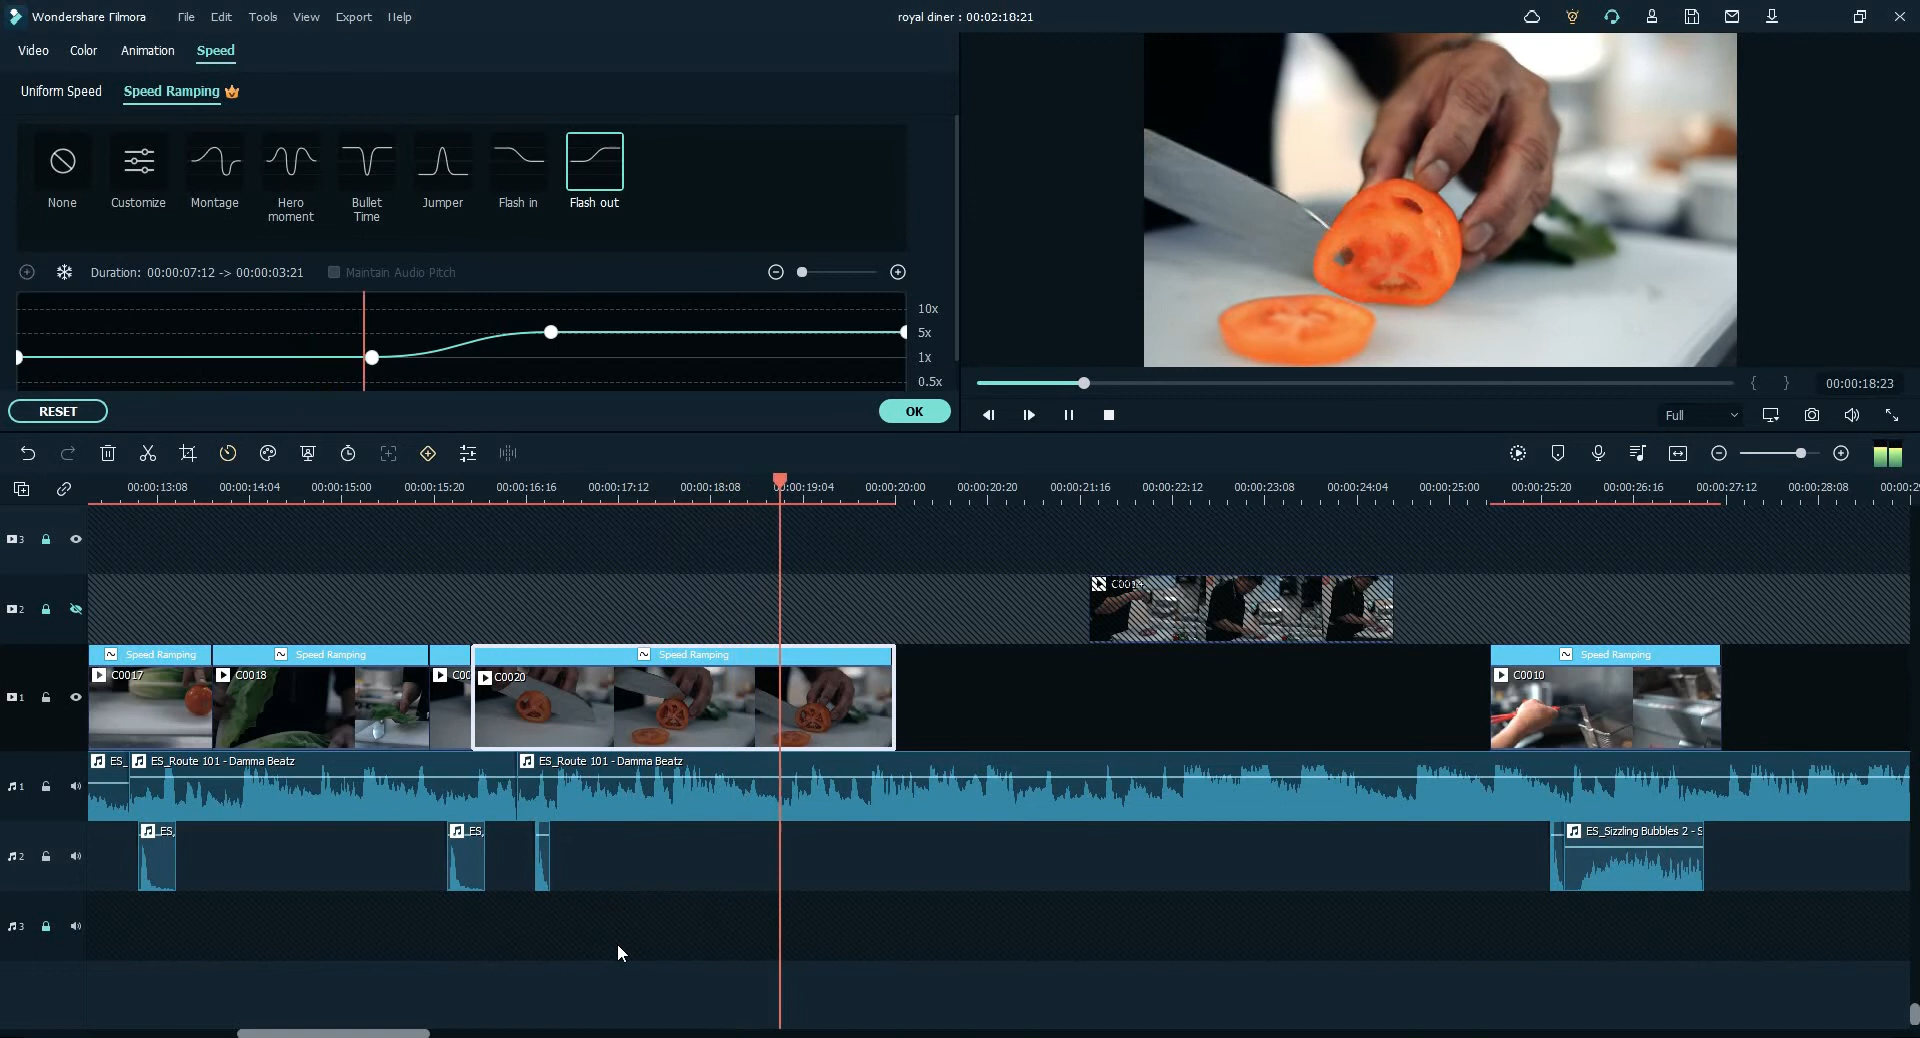 Wondershare Filmora File Edit Tools View Export Help royal diner : 00:02:18:21
Video Color Animation Speed
Uniform Speed Speed Ramping
None Customize Montage Hero moment Bullet Time Jumper Flash in Flash out
Duration: 00:00:07:12 -> 00:00:03:21 Maintain Audio Pitch
10x
5x
1x
0.5x
RESET OK
00:00:18:23
Full
00:00:13:08 00:00:14:04 00:00:15:00 00:00:15:20 00:00:16:16 00:00:17:12 00:00:18:08 00:00:19:04 00:00:20:00 00:00:20:20 00:00:21:16 00:00:22:12 00:00:23:08 00:00:24:04 00:00:25:00 00:00:25:20 00:00:26:16 00:00:27:12 00:00:28:08 00:00:29
3
2 C0014
Speed Ramping Speed Ramping Speed Ramping Speed Ramping
1 C0017 C0018 C00 C0020 C0010
ES_ ES_Route 101 - Damma Beatz ES_Route 101 - Damma Beatz
1
ES, ES, ES_Sizzling Bubbles 2 - S
2
3